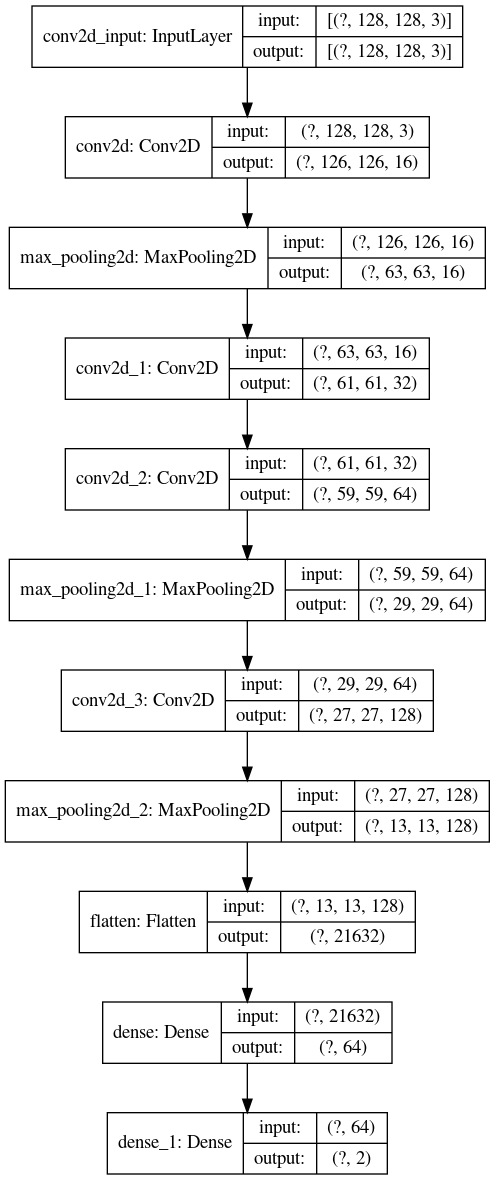 conv2d_input: InputLayer
input: [(?, 128, 128, 3)]
output: [(?, 128, 128, 3)]
conv2d: Conv2D
input: (?, 128, 128, 3)
output: (?, 126, 126, 16)
max_pooling2d: MaxPooling2D
input: (?, 126, 126, 16)
output: (?, 63, 63, 16)
conv2d_1: Conv2D
input: (?, 63, 63, 16)
output: (?, 61, 61, 32)
conv2d_2: Conv2D
input: (?, 61, 61, 32)
output: (?, 59, 59, 64)
max_pooling2d_1: MaxPooling2D
input: (?, 59, 59, 64)
output: (?, 29, 29, 64)
conv2d_3: Conv2D
input: (?, 29, 29, 64)
output: (?, 27, 27, 128)
max_pooling2d_2: MaxPooling2D
input: (?, 27, 27, 128)
output: (?, 13, 13, 128)
flatten: Flatten
input: (?, 13, 13, 128)
output: (?, 21632)
dense: Dense
input: (?, 21632)
output: (?, 64)
dense_1: Dense
input: (?, 64)
output: (?, 2)